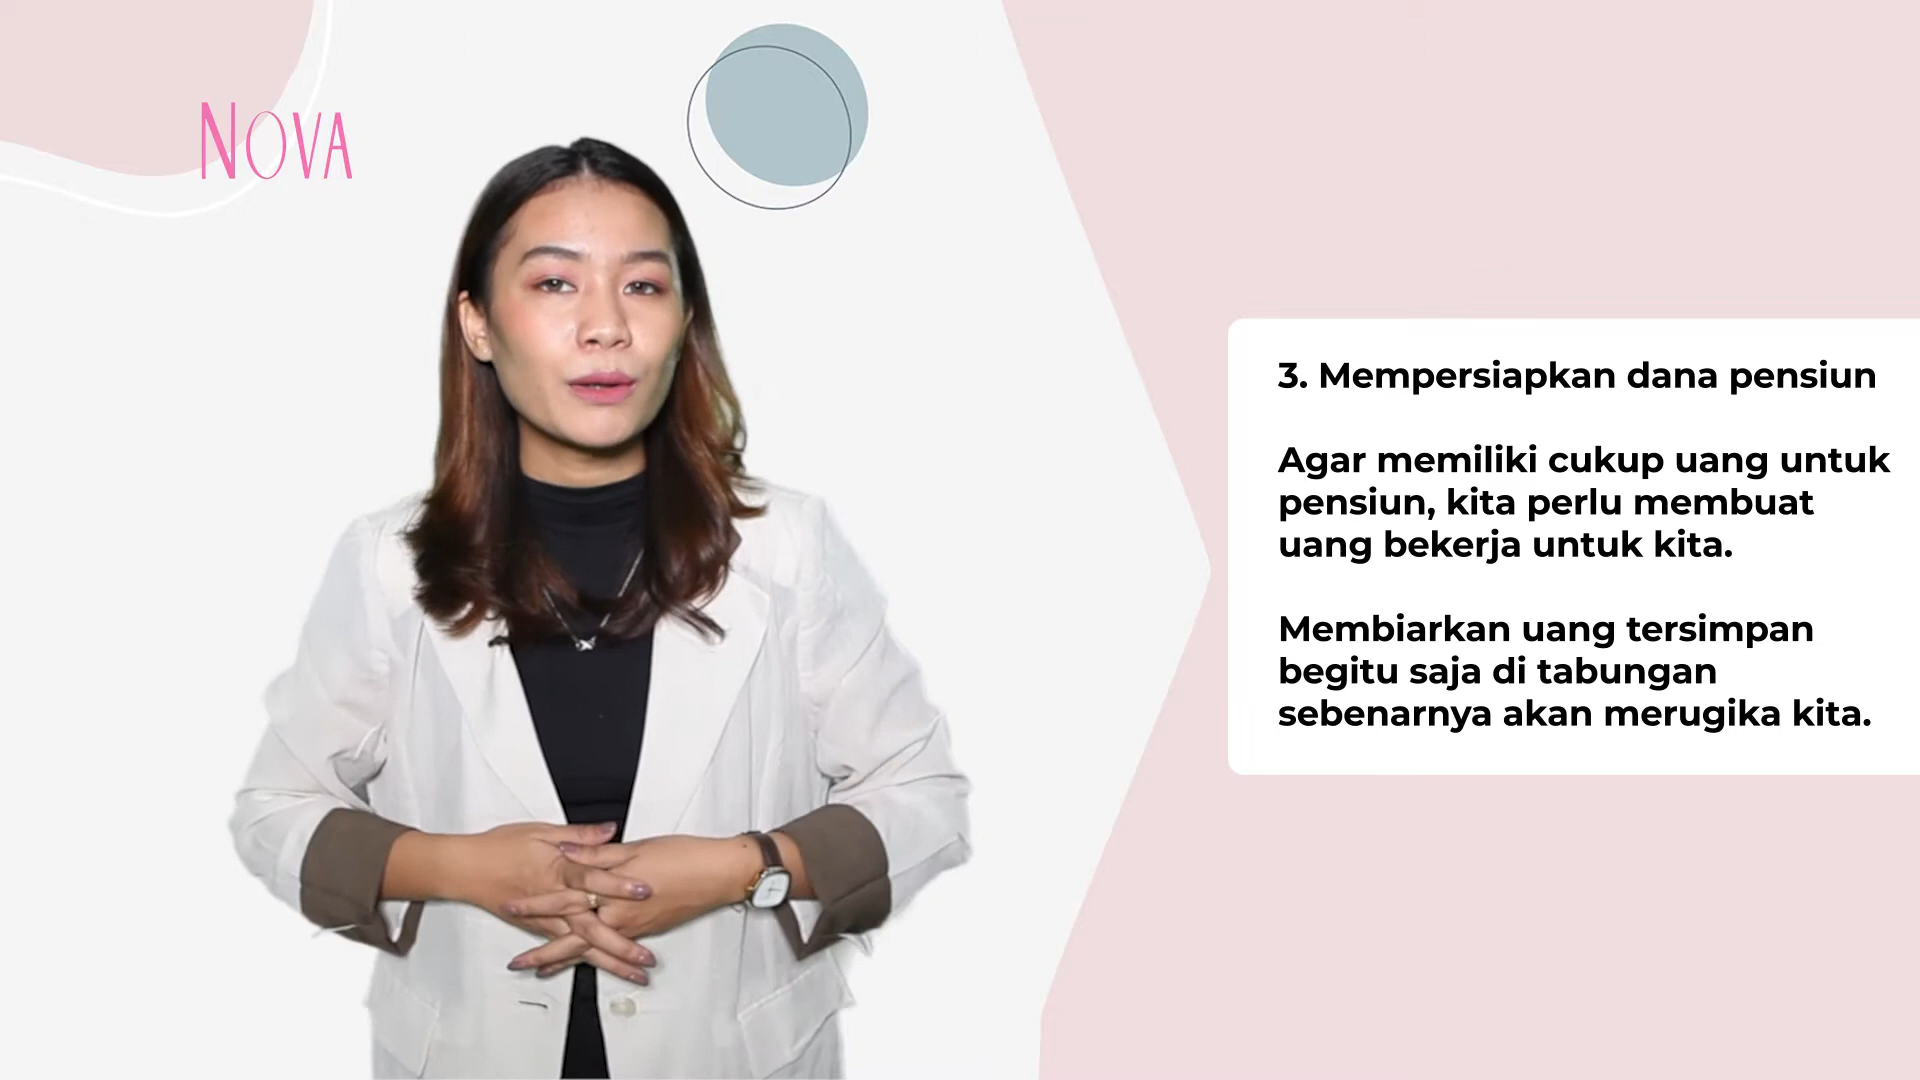 NOVA
3. Mempersiapkan dana pensiun
Agar memiliki cukup uang untuk
pensiun, kita perlu membuat
uang bekerja untuk kita.
Membiarkan uang tersimpan
begitu saja di tabungan
sebenarnya akan merugika kita.